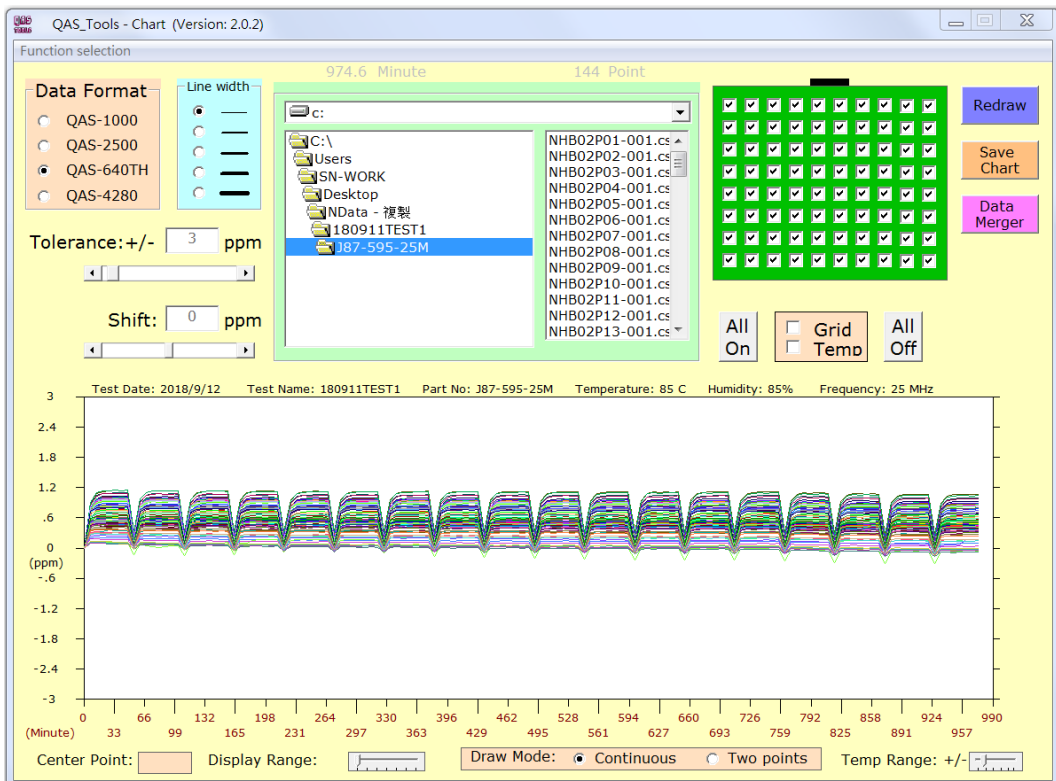 QAS TOOLS QAS_Tools - Chart (Version: 2.0.2)
Function selection
974.6 Minute 144 Point
Data Format
QAS-1000
QAS-2500
QAS-640TH
QAS-4280
Line width
Tolerance:+/- 3 ppm
Shift: 0 ppm
c:
C:\
Users
SN-WORK
Desktop
NData - 複製
180911TEST1
J87-595-25M
NHB02P01-001.cs
NHB02P02-001.cs
NHB02P03-001.cs
NHB02P04-001.cs
NHB02P05-001.cs
NHB02P06-001.cs
NHB02P07-001.cs
NHB02P08-001.cs
NHB02P09-001.cs
NHB02P10-001.cs
NHB02P11-001.cs
NHB02P12-001.cs
NHB02P13-001.cs
Redraw
Save
Chart
Data
Merger
All
On
Grid
Temp
All
Off
Test Date: 2018/9/12 Test Name: 180911TEST1 Part No: J87-595-25M Temperature: 85 C Humidity: 85% Frequency: 25 MHz
3
2.4
1.8
1.2
.6
0
(ppm)
-.6
-1.2
-1.8
-2.4
-3
0 66 132 198 264 330 396 462 528 594 660 726 792 858 924 990
(Minute) 33 99 165 231 297 363 429 495 561 627 693 759 825 891 957
Center Point: Display Range: Draw Mode: Continuous Two points Temp Range: +/-